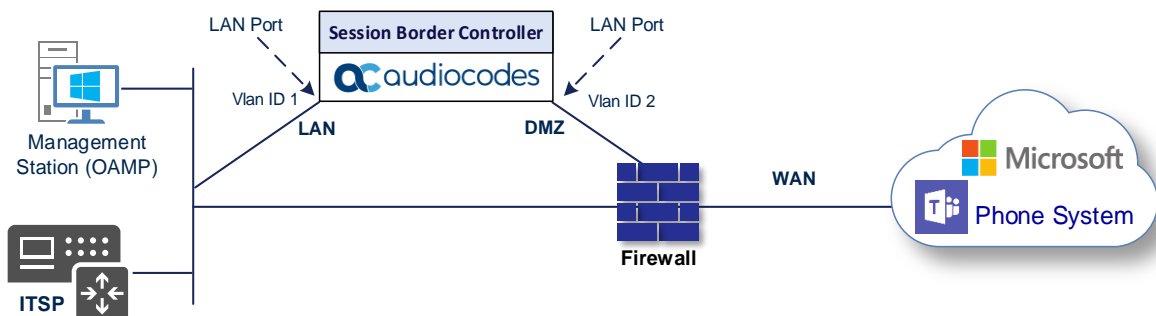 LAN Port
Session Border Controller
LAN Port
audiocodes
Vlan ID 1
Vlan ID 2
LAN
DMZ
Management
Station (OAMP)
WAN
Microsoft
T
Phone System
Firewall
ITSP